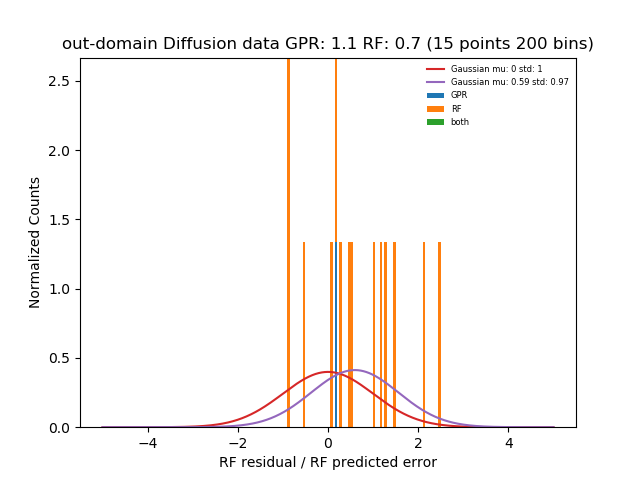 out-domain Diffusion data GPR: 1.1 RF: 0.7 (15 points 200 bins)
Gaussian mu: 0 std: 1
Gaussian mu: 0.59 std: 0.97
GPR
RF
both
Normalized Counts
2.5
2.0
1.5
1.0
0.5
0.0
−4 −2 0 2 4
RF residual / RF predicted error